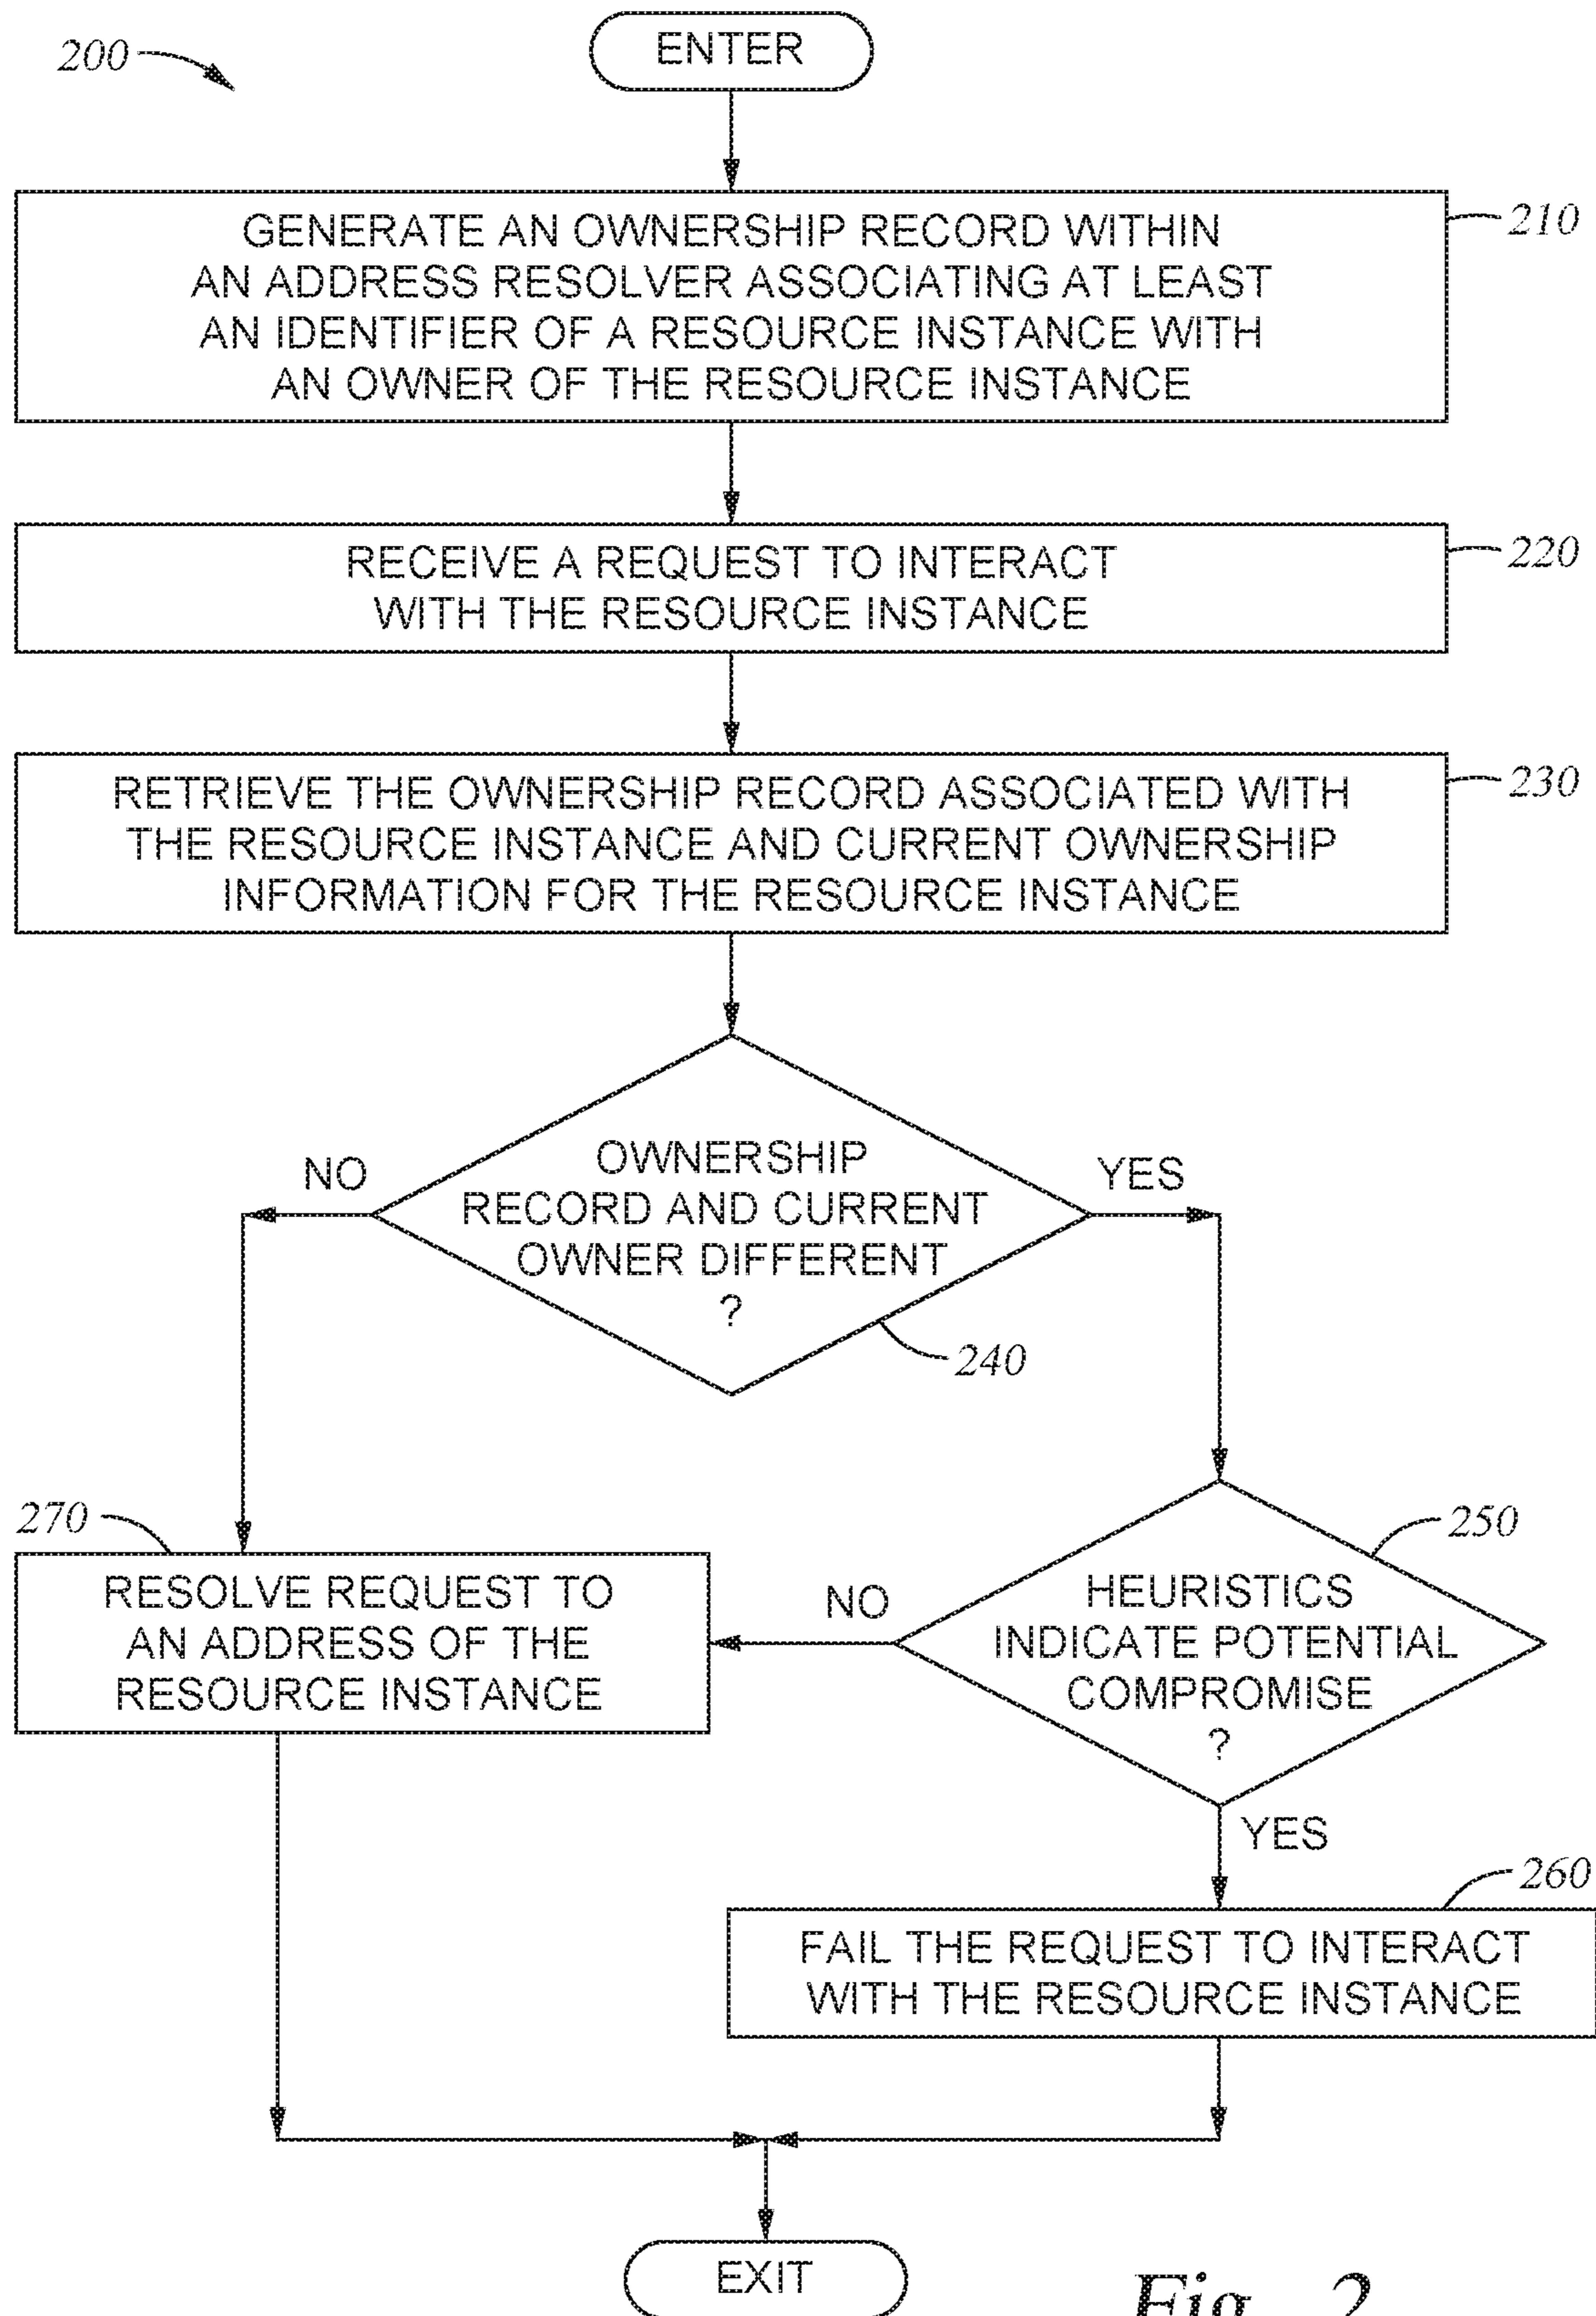 200
ENTER
GENERATE AN OWNERSHIP RECORD WITHIN
AN ADDRESS RESOLVER ASSOCIATING AT LEAST
AN IDENTIFIER OF A RESOURCE INSTANCE WITH
AN OWNER OF THE RESOURCE INSTANCE
210
RECEIVE A REQUEST TO INTERACT
WITH THE RESOURCE INSTANCE
220
RETRIEVE THE OWNERSHIP RECORD ASSOCIATED WITH
THE RESOURCE INSTANCE AND CURRENT OWNERSHIP
INFORMATION FOR THE RESOURCE INSTANCE
230
NO
OWNERSHIP
RECORD AND CURRENT
OWNER DIFFERENT
?
YES
240
270
RESOLVE REQUEST TO
AN ADDRESS OF THE
RESOURCE INSTANCE
NO
250
HEURISTICS
INDICATE POTENTIAL
COMPROMISE
?
YES
260
FAIL THE REQUEST TO INTERACT
WITH THE RESOURCE INSTANCE
EXIT
Fig. 2